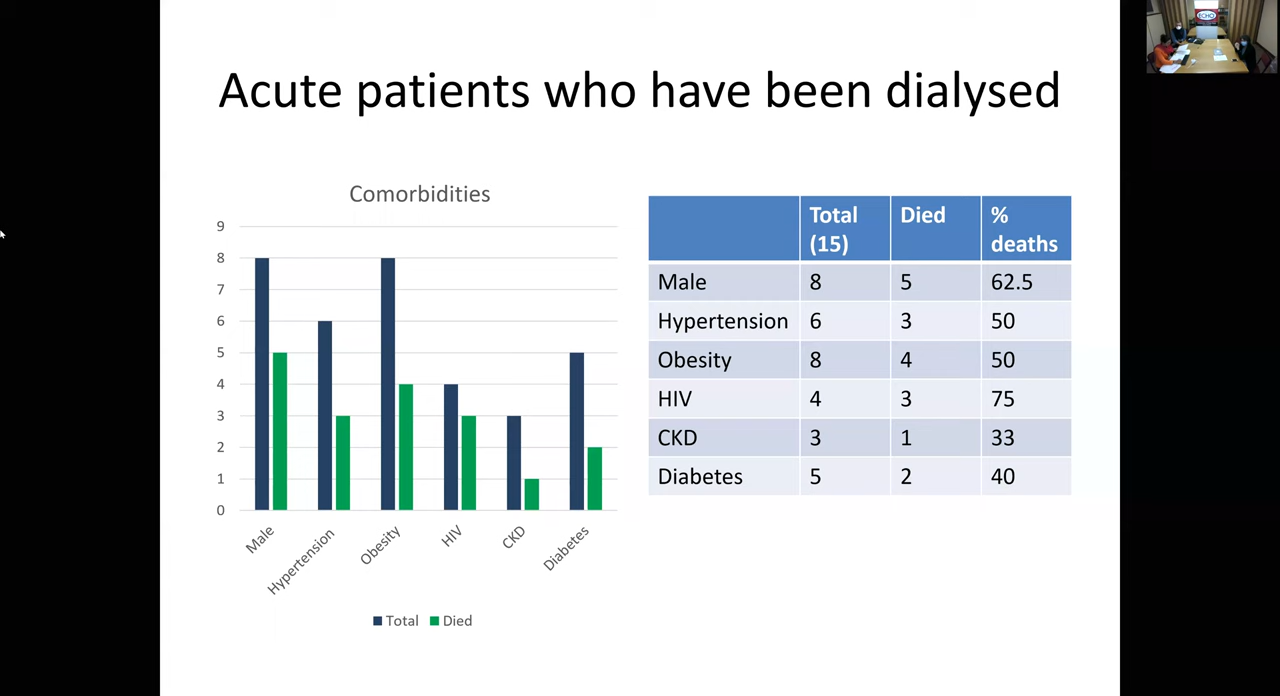 Acute patients who have been dialysed
Comorbidities
9
8
7
6
5
4
3
2
1
0
Male
Hypertension
Obesity
HIV
CKD
Diabetes
Total
Died
Total (15)
Died
% deaths
Male 8 5 62.5
Hypertension 6 3 50
Obesity 8 4 50
HIV 4 3 75
CKD 3 1 33
Diabetes 5 2 40
ECHO